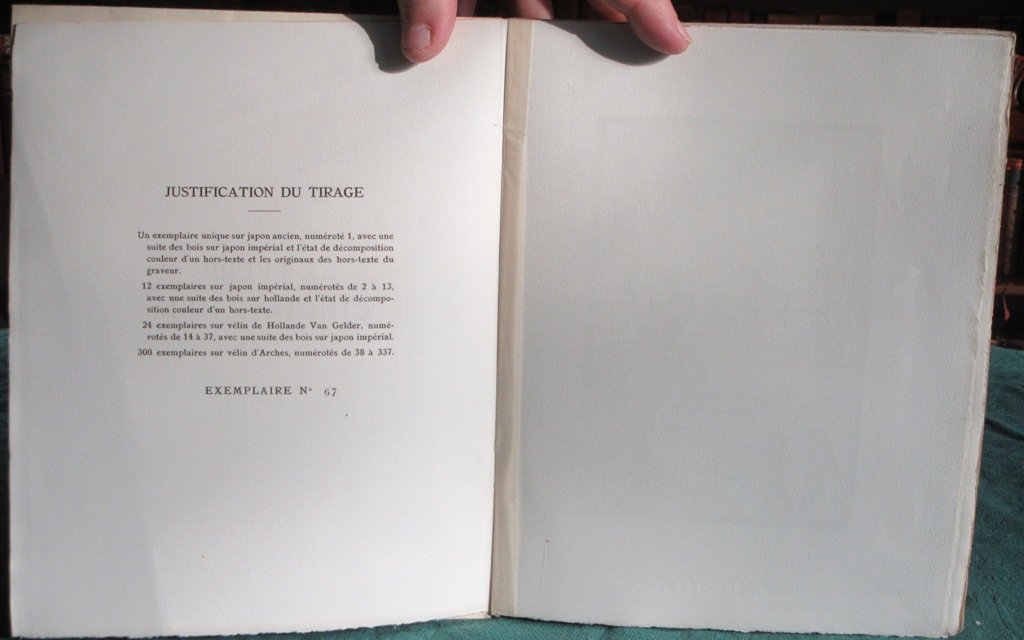 JUSTIFICATION DU TIRAGE
Un exemplaire unique sur japon ancien, numéroté 1, avec une
suite des bois sur japon impérial et l'état de décomposition
couleur d'un hors-texte et les originaux des hors-texte du
graveur.
12 exemplaires sur japon impérial, numérotés de 2 à 13,
avec une suite des bois sur hollande et l'état de décompo-
sition couleur d'un hors-texte.
24 exemplaires sur vélin de Hollande Van Gelder, numé-
rotés de 14 à 37, avec une suite des bois sur japon impérial.
300 exemplaires sur vélin d'Arches, numérotés de 38 à 337.
EXEMPLAIRE N° 67